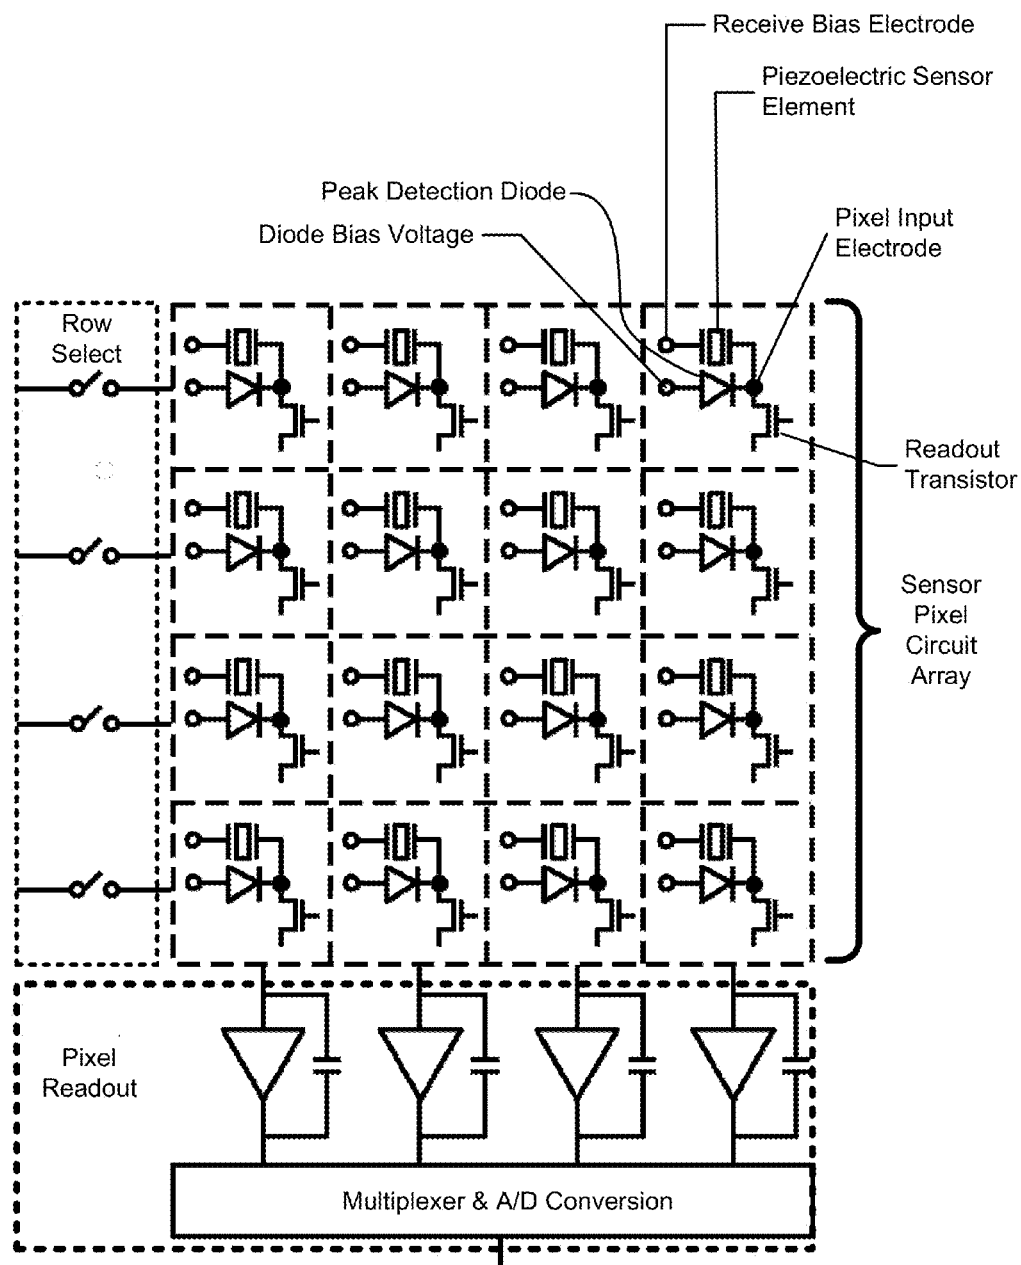 Receive Bias Electrode
Piezoelectric Sensor
Element
Peak Detection Diode
Diode Bias Voltage
Pixel Input
Electrode
Row
Select
Readout
Transistor
Sensor
Pixel
Circuit
Array
Pixel
Readout
Multiplexer & A/D Conversion